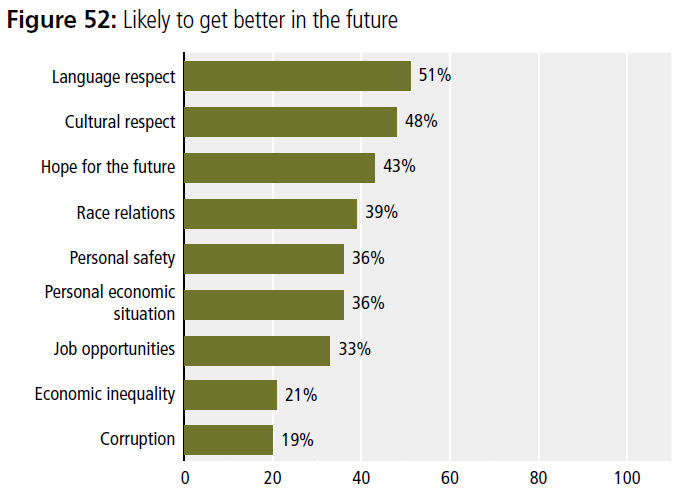 Figure 52: Likely to get better in the future
Language respect 51%
Cultural respect 48%
Hope for the future 43%
Race relations 39%
Personal safety 36%
Personal economic
situation 36%
Job opportunities 33%
Economic inequality 21%
Corruption 19%
0 20 40 60 80 100